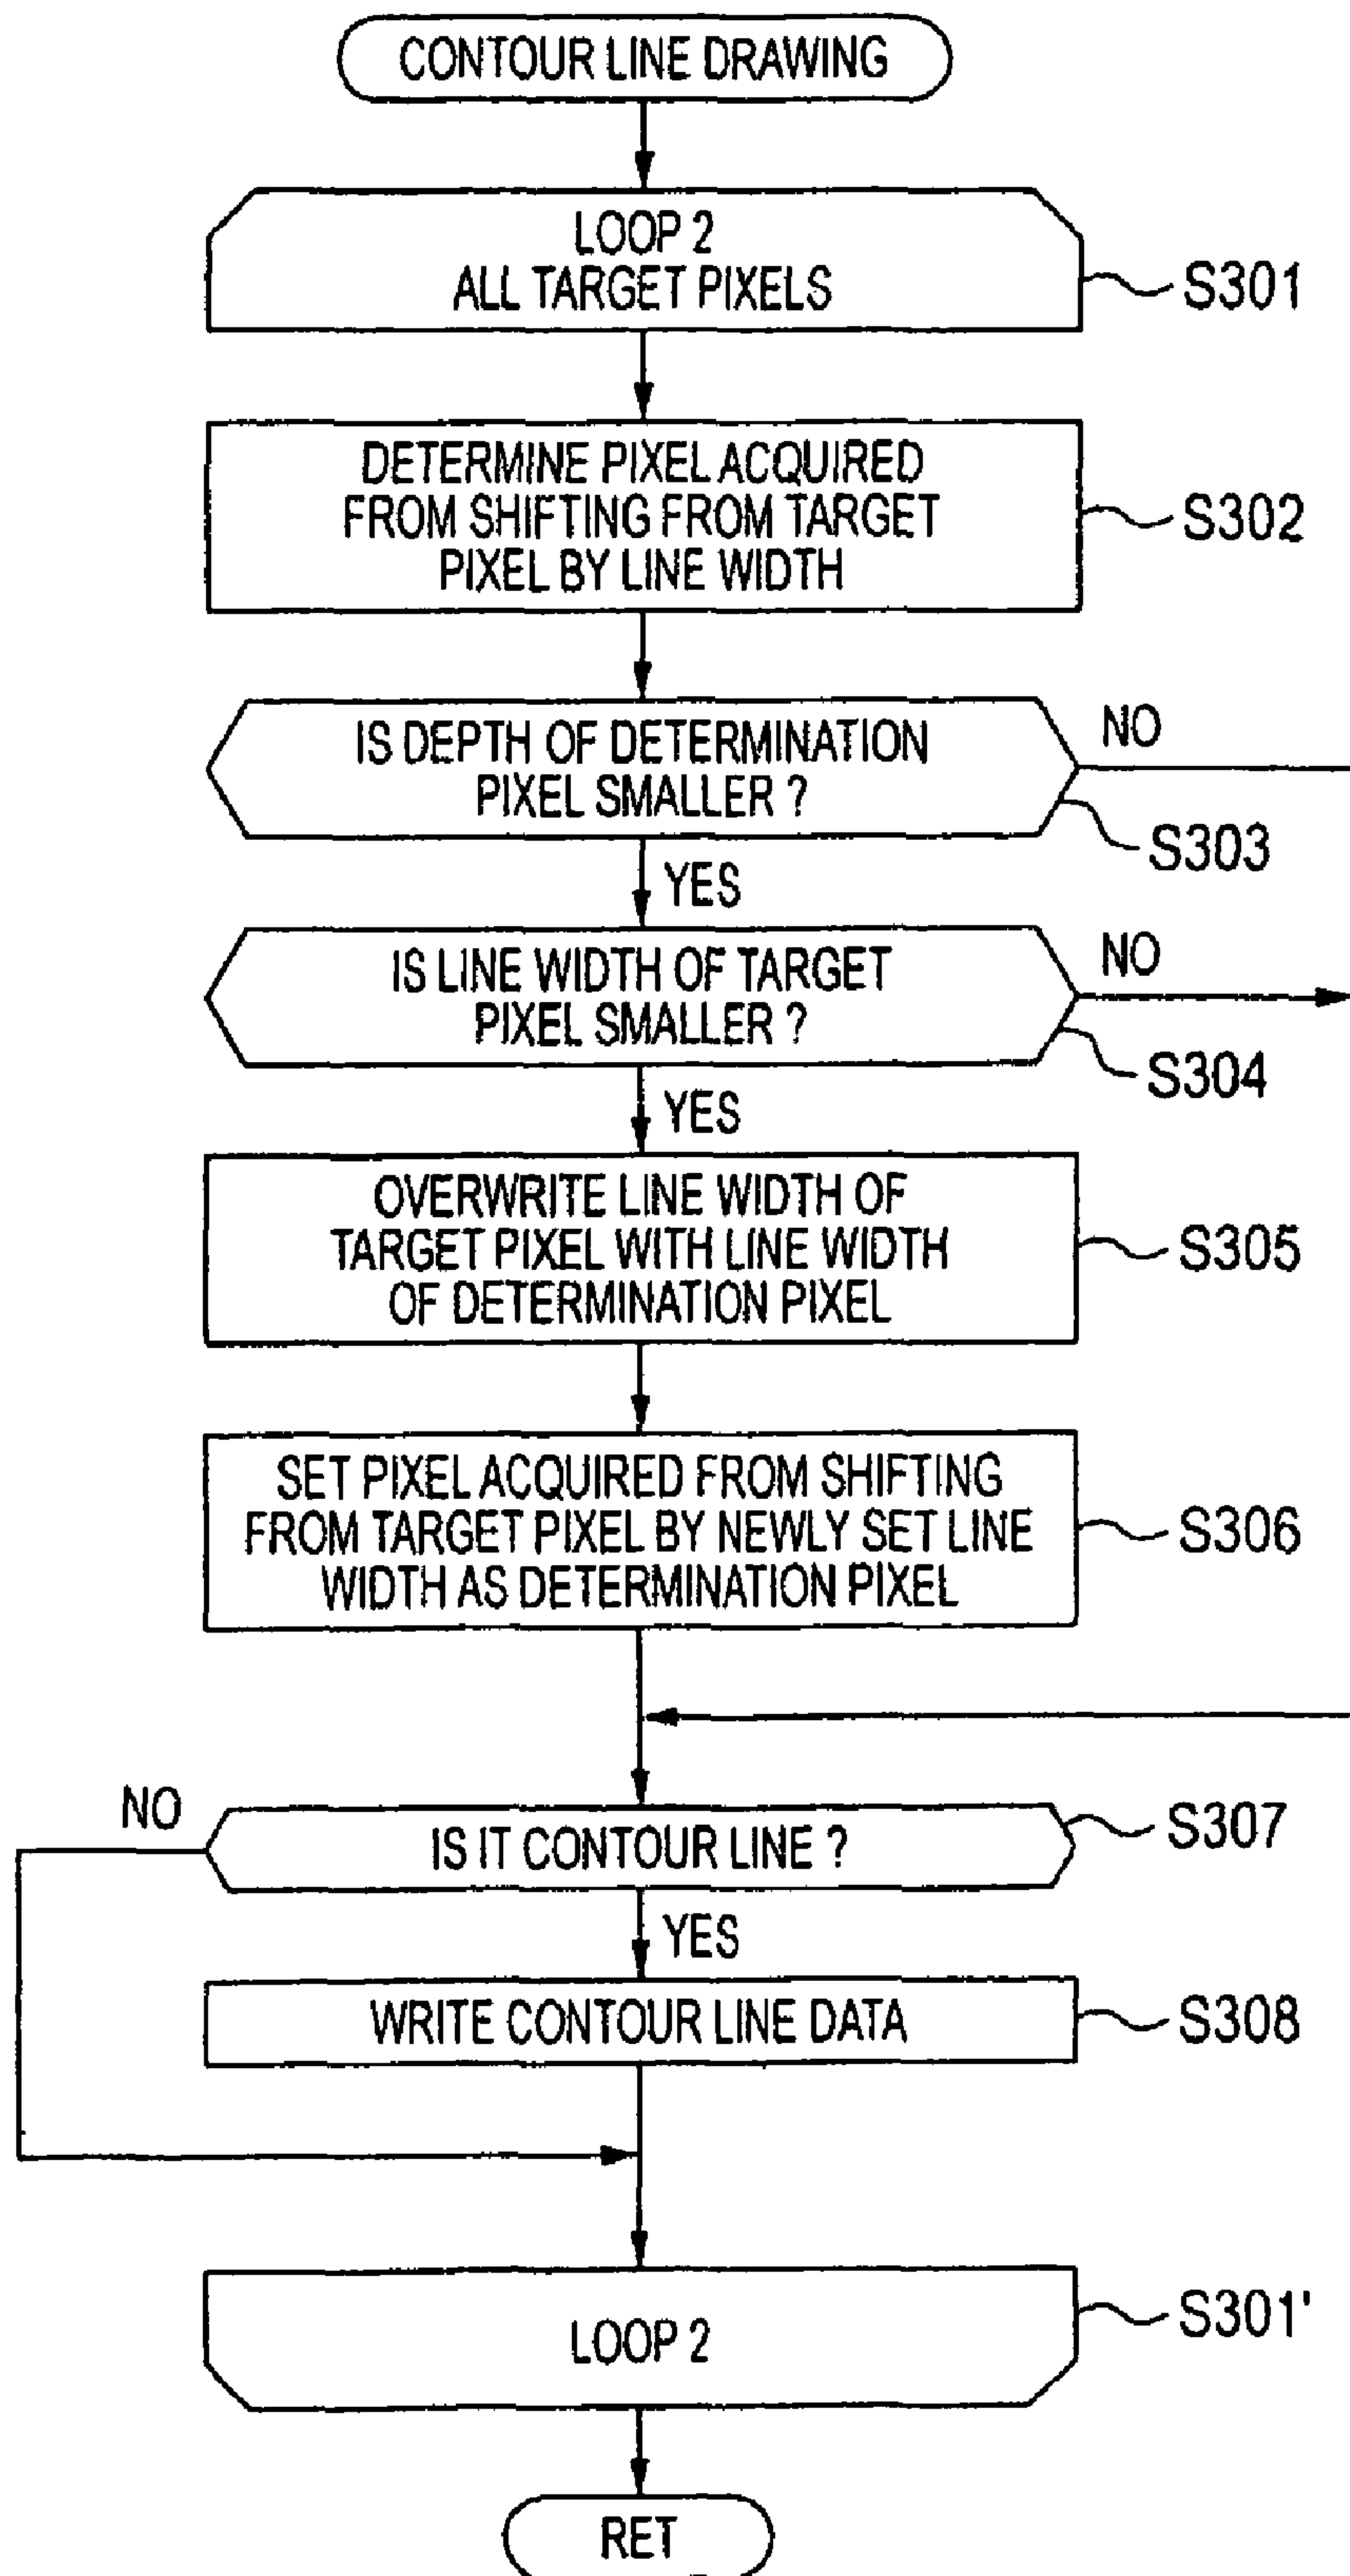 CONTOUR LINE DRAWING
LOOP 2
ALL TARGET PIXELS
S301
DETERMINE PIXEL ACQUIRED
FROM SHIFTING FROM TARGET
PIXEL BY LINE WIDTH
S302
IS DEPTH OF DETERMINATION
PIXEL SMALLER ?
NO
S303
YES
IS LINE WIDTH OF TARGET
PIXEL SMALLER ?
NO
S304
YES
OVERWRITE LINE WIDTH OF
TARGET PIXEL WITH LINE WIDTH
OF DETERMINATION PIXEL
S305
SET PIXEL ACQUIRED FROM SHIFTING
FROM TARGET PIXEL BY NEWLY SET LINE
WIDTH AS DETERMINATION PIXEL
S306
NO
IS IT CONTOUR LINE ?
S307
YES
WRITE CONTOUR LINE DATA
S308
LOOP 2
S301'
RET